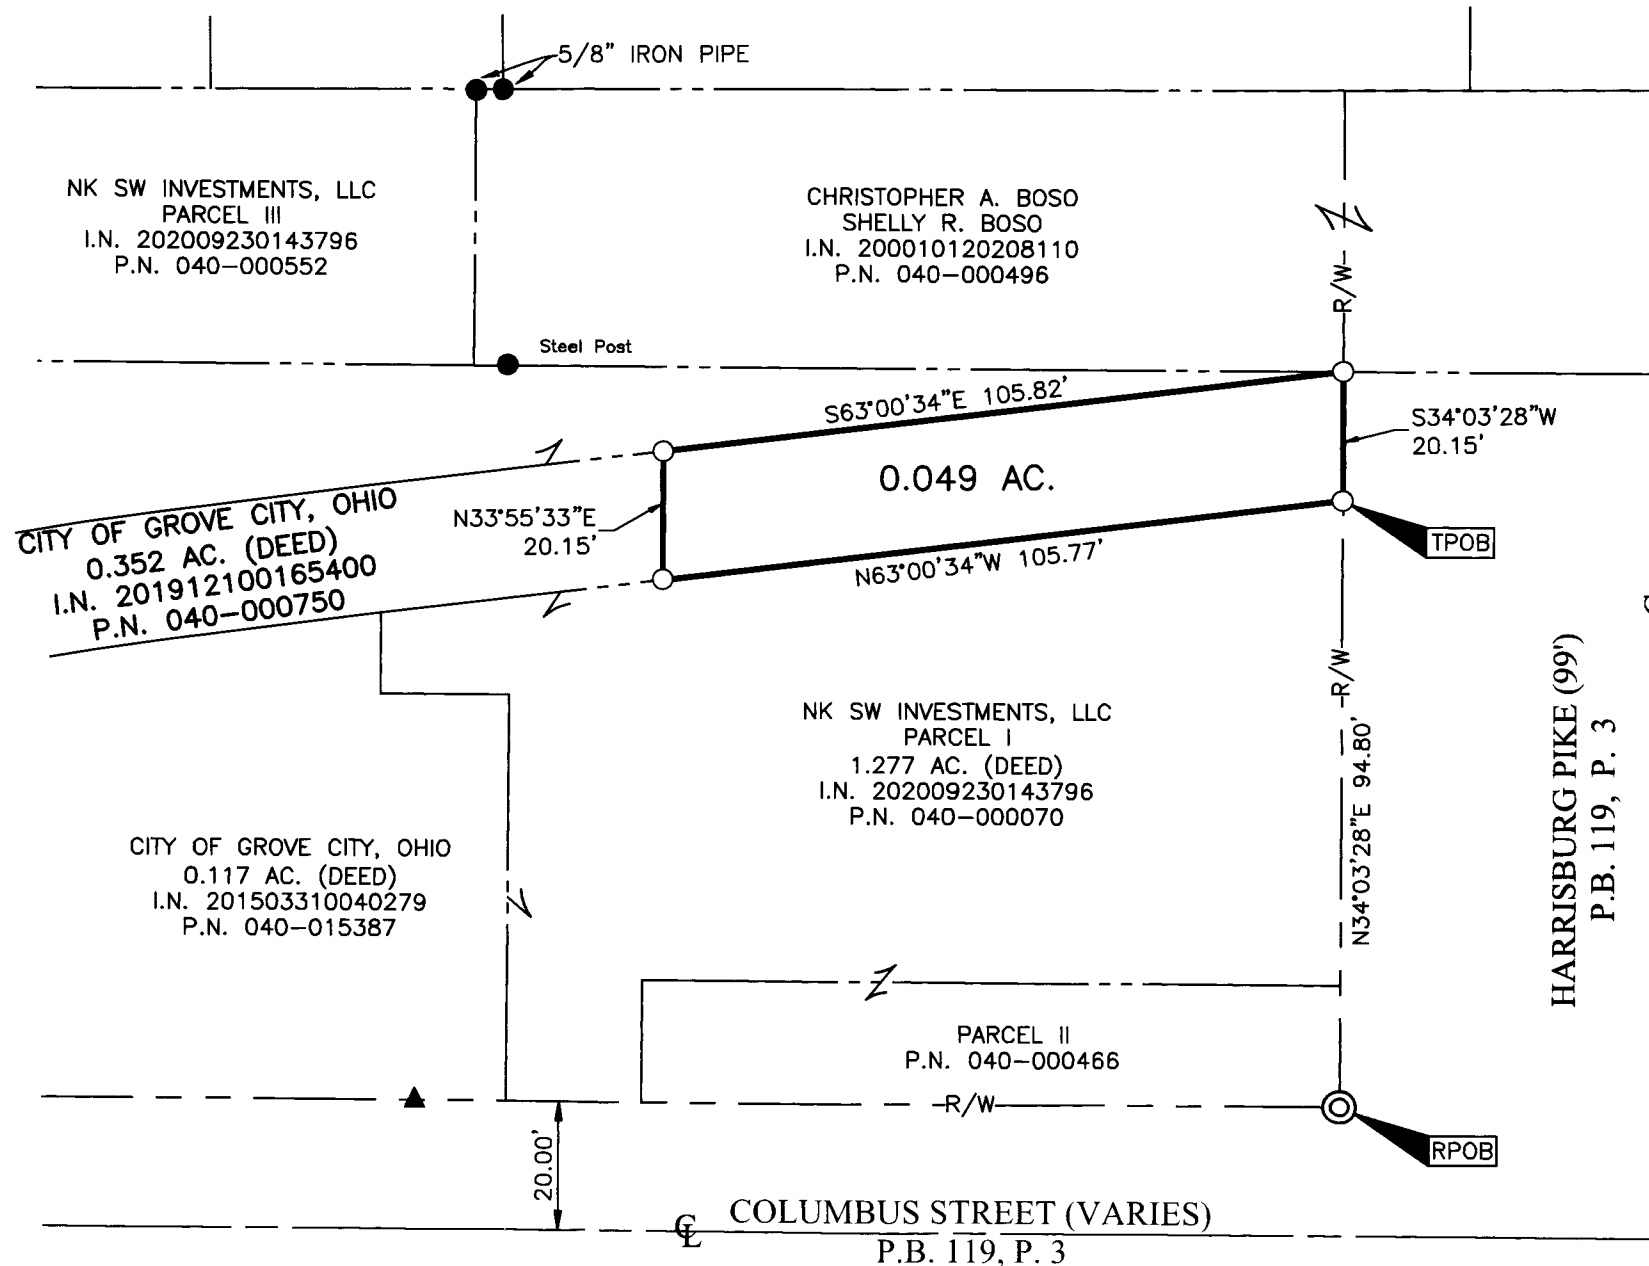 5/8" IRON PIPE
NK SW INVESTMENTS, LLC
PARCEL III
I.N. 202009230143796
P.N. 040-000552
CHRISTOPHER A. BOSO
SHELLY R. BOSO
I.N. 200010120208110
P.N. 040-000496
R/W
Steel Post
S63°00'34"E 105.82'
S34°03'28"W
20.15'
0.049 AC.
N33°55'33"E
20.15'
N63°00'34"W 105.77'
TPOB
CITY OF GROVE CITY, OHIO
0.352 AC. (DEED)
I.N. 201912100165400
P.N. 040-000750
R/W
NK SW INVESTMENTS, LLC
PARCEL I
1.277 AC. (DEED)
I.N. 202009230143796
P.N. 040-000070
N34°03'28"E 94.80'
HARRISBURG PIKE (99')
P.B. 119, P. 3
CITY OF GROVE CITY, OHIO
0.117 AC. (DEED)
I.N. 201503310040279
P.N. 040-015387
PARCEL II
P.N. 040-000466
R/W
RPOB
20.00'
℄ COLUMBUS STREET (VARIES)
P.B. 119, P. 3